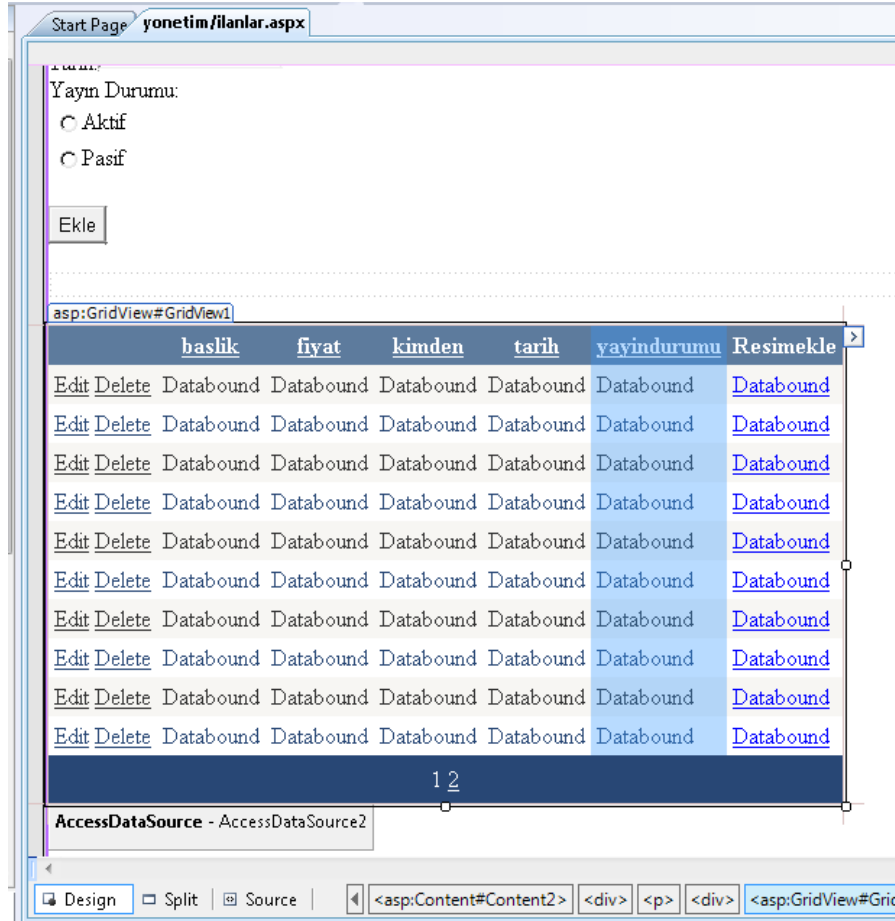 Start Page yonetim/ilanlar.aspx
Yayın Durumu:
Aktif
Pasif
Ekle
asp:GridView#GridView1
baslik fiyat kimden tarih yayindurumu Resimekle
Edit Delete Databound Databound Databound Databound Databound Databound
Edit Delete Databound Databound Databound Databound Databound Databound
Edit Delete Databound Databound Databound Databound Databound Databound
Edit Delete Databound Databound Databound Databound Databound Databound
Edit Delete Databound Databound Databound Databound Databound Databound
Edit Delete Databound Databound Databound Databound Databound Databound
Edit Delete Databound Databound Databound Databound Databound Databound
Edit Delete Databound Databound Databound Databound Databound Databound
Edit Delete Databound Databound Databound Databound Databound Databound
Edit Delete Databound Databound Databound Databound Databound Databound
1 2
AccessDataSource - AccessDataSource2
Design Split Source <asp:Content#Content2> <div> <p> <div> <asp:GridView#Gri